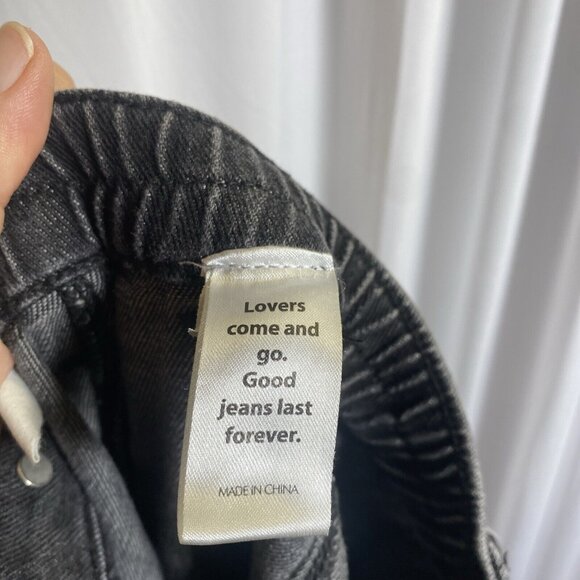 Lovers
come and
go.
Good
jeans last
forever.
MADE IN CHINA